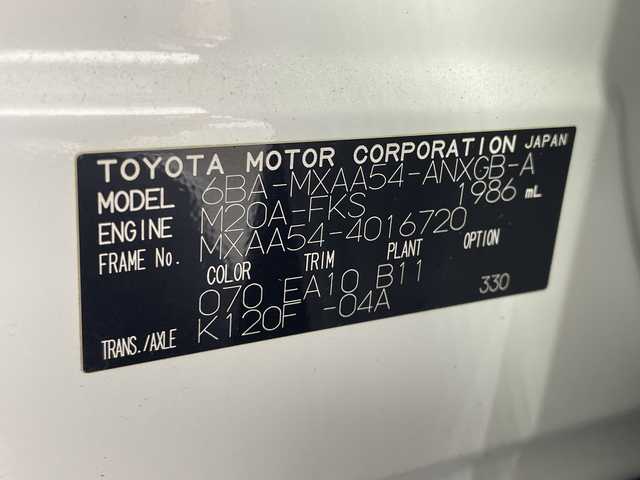 TOYOTA MOTOR CORPORATION JAPAN
MODEL 6BA-MXAA54-ANXGB-A
ENGINE M20A-FKS 1986 mL
FRAME No. MXAA54-4016720
COLOR TRIM PLANT OPTION
070 EA10 B11 330
TRANS./AXLE K120F -04A